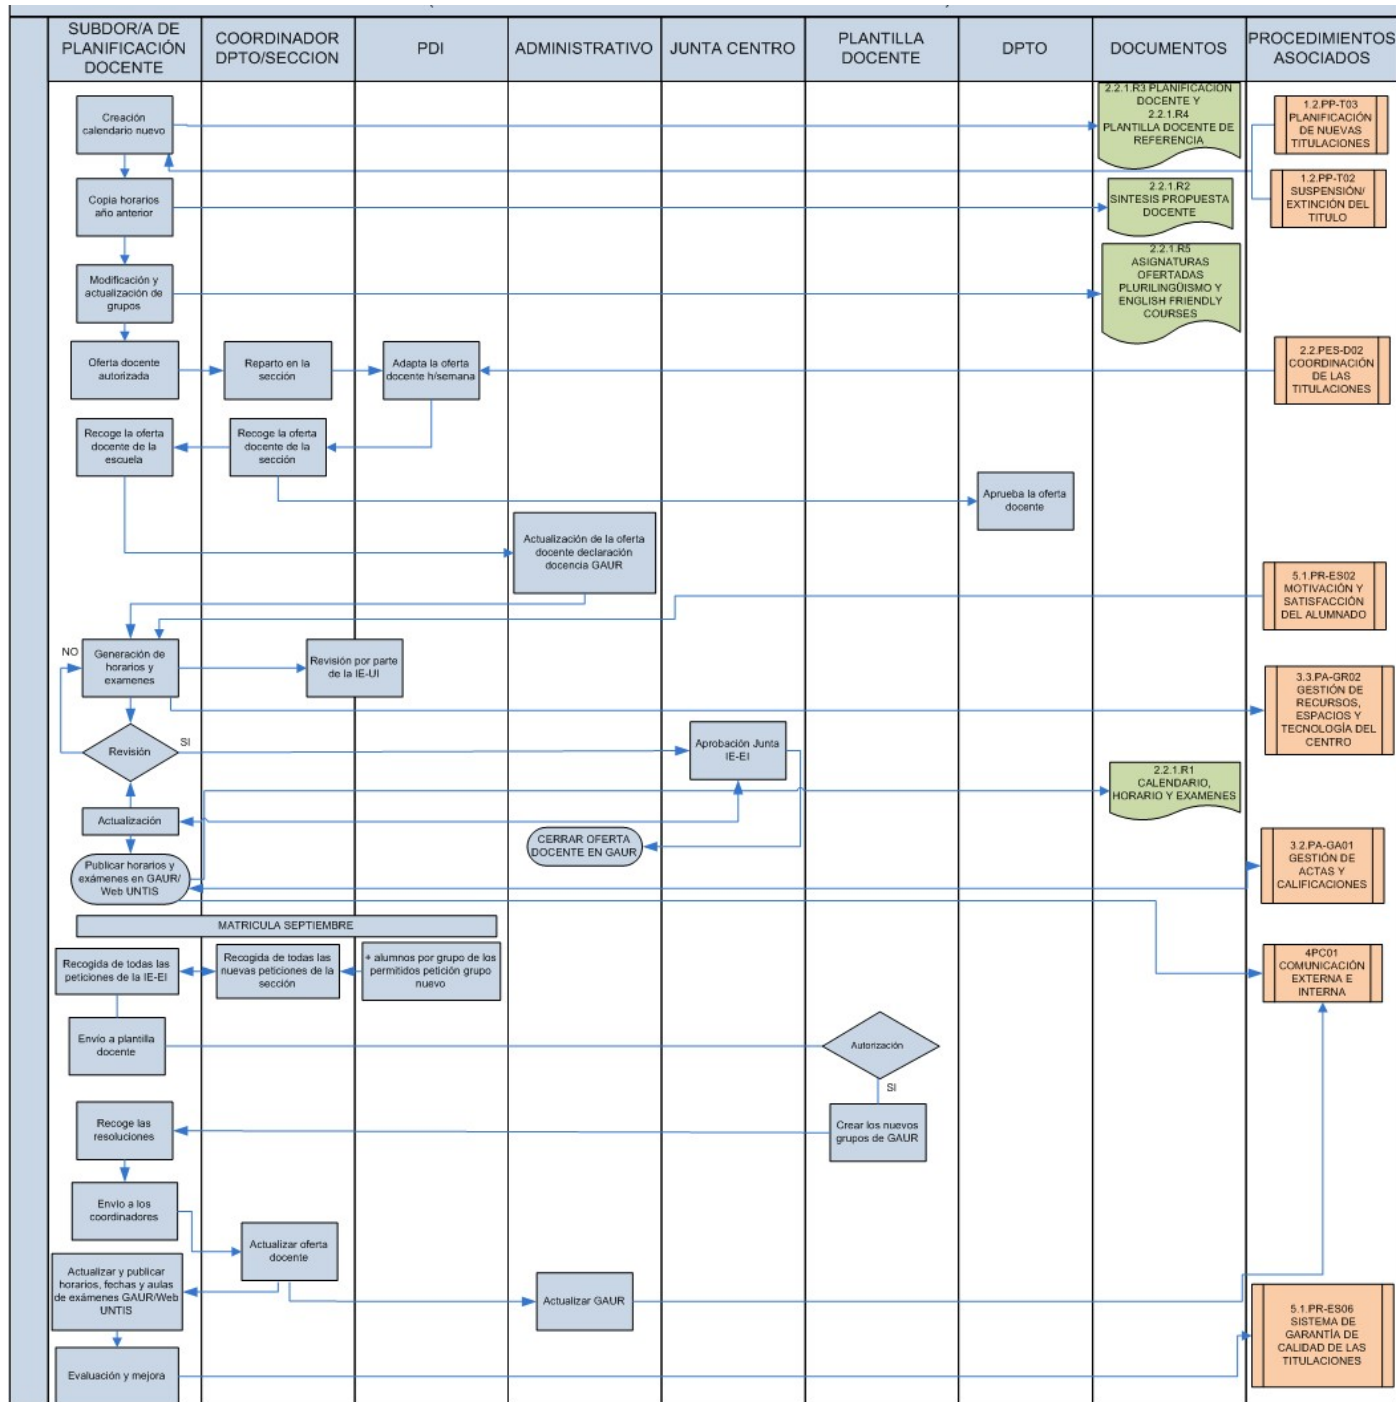 SUBDOR/A DE
PLANIFICACIÓN
DOCENTE
COORDINADOR
DPTO/SECCION
PDI
ADMINISTRATIVO
JUNTA CENTRO
PLANTILLA
DOCENTE
DPTO
DOCUMENTOS
PROCEDIMIENTOS
ASOCIADOS
Creación
calendario nuevo
2.2.1.R3 PLANIFICACIÓN
DOCENTE Y
2.2.1.R4
PLANTILLA DOCENTE DE
REFERENCIA
1.2.PP-T03
PLANIFICACIÓN
DE NUEVAS
TITULACIONES
Copia horarios
año anterior
2.2.1.R2
SINTESIS PROPUESTA
DOCENTE
1.2.PP-T02
SUSPENSIÓN/
EXTINCIÓN DEL
TITULO
Modificación y
actualización de
grupos
2.2.1.R5
ASIGNATURAS
OFERTADAS
PLURILINGÜISMO Y
ENGLISH FRIENDLY
COURSES
Oferta docente
autorizada
Reparto en la
sección
Adapta la oferta
docente h/semana
2.2.PES-D02
COORDINACIÓN
DE LAS
TITULACIONES
Recoge la oferta
docente de la
escuela
Recoge la oferta
docente de la
sección
Aprueba la oferta
docente
Actualización de la oferta
docente declaración
docencia GAUR
5.1.PR-ES02
MOTIVACIÓN Y
SATISFACCIÓN
DEL ALUMNADO
NO
Generación de
horarios y
examenes
Revisión por parte
de la IE-UI
3.3.PA-GR02
GESTIÓN DE
RECURSOS,
ESPACIOS Y
TECNOLOGÍA DEL
CENTRO
Revisión
SI
Aprobación Junta
IE-EI
2.2.1.R1
CALENDARIO,
HORARIO Y EXAMENES
Actualización
CERRAR OFERTA
DOCENTE EN GAUR
Publicar horarios y
exámenes en GAUR/
Web UNTIS
3.2.PA-GA01
GESTIÓN DE
ACTAS Y
CALIFICACIONES
MATRICULA SEPTIEMBRE
Recogida de todas las
peticiones de la IE-EI
Recogida de todas las
nuevas peticiones de la
sección
+ alumnos por grupo de los
permitidos petición grupo
nuevo
4PC01
COMUNICACIÓN
EXTERNA E
INTERNA
Envío a plantilla
docente
Autorización
SI
Recoge las
resoluciones
Crear los nuevos
grupos de GAUR
Envío a los
coordinadores
Actualizar oferta
docente
Actualizar y publicar
horarios, fechas y aulas
de exámenes GAUR/Web
UNTIS
Actualizar GAUR
5.1.PR-ES06
SISTEMA DE
GARANTÍA DE
CALIDAD DE LAS
TITULACIONES
Evaluación y mejora